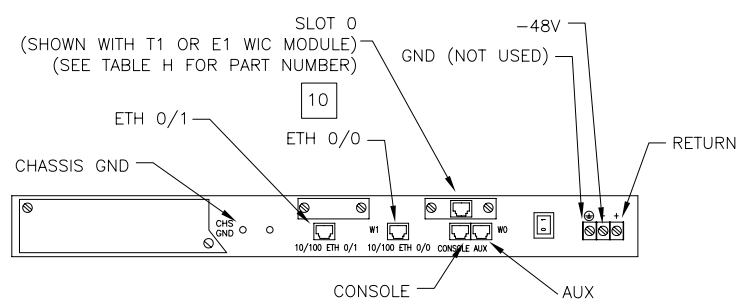 SLOT 0
(SHOWN WITH T1 OR E1 WIC MODULE)
(SEE TABLE H FOR PART NUMBER)
-48V
GND (NOT USED)
10
ETH 0/1
ETH 0/0
RETURN
CHASSIS GND
CHS
GND
W1
W0
10/100 ETH 0/1
10/100 ETH 0/0
CONSOLE AUX
- +
CONSOLE
AUX